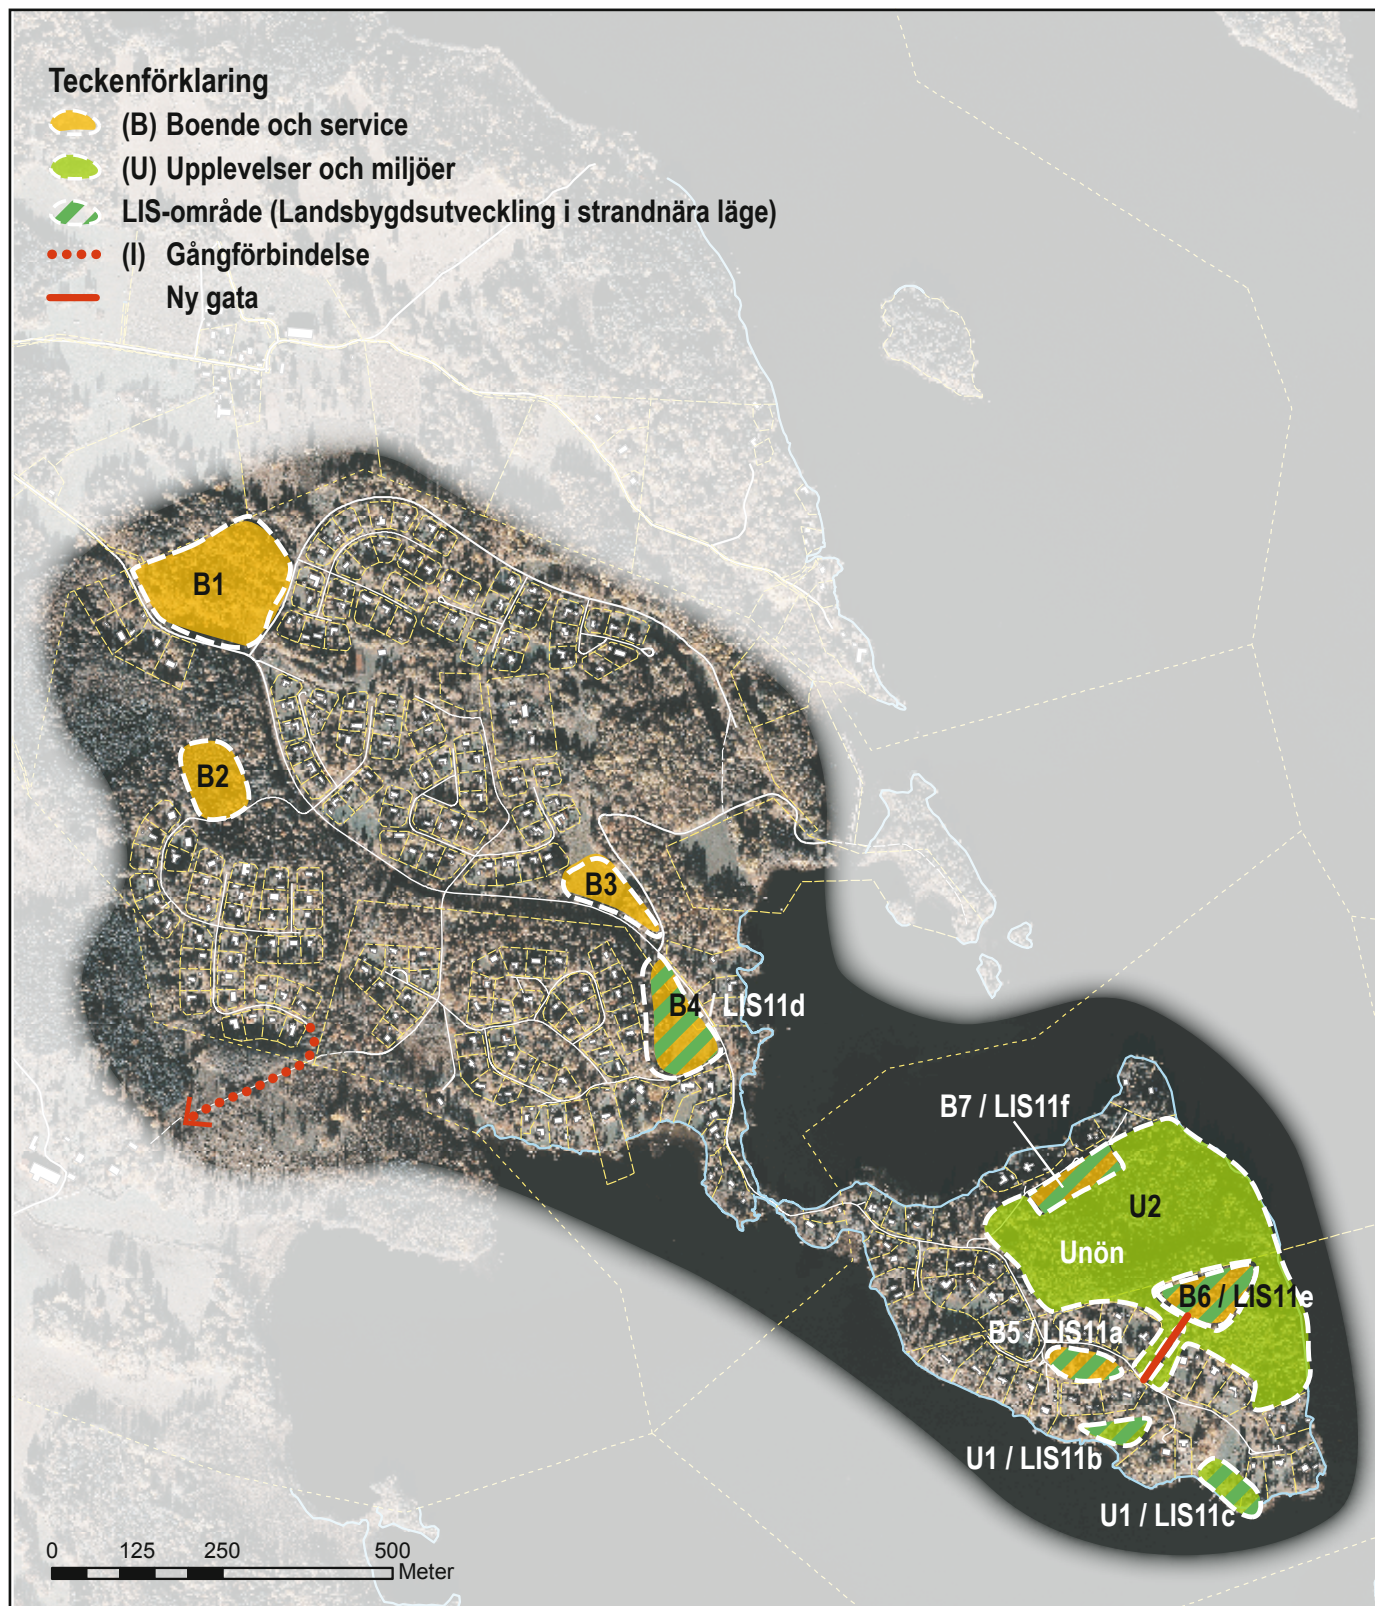 Teckenförklaring
(B) Boende och service
(U) Upplevelser och miljöer
LIS-område (Landsbygdsutveckling i strandnära läge)
(I) Gångförbindelse
Ny gata
B1
B2
B3
B4 / LIS11d
B7 / LIS11f
U2
Unön
B6 / LIS11e
B5 / LIS11a
U1 / LIS11b
U1 / LIS11c
0 125 250 500
Meter